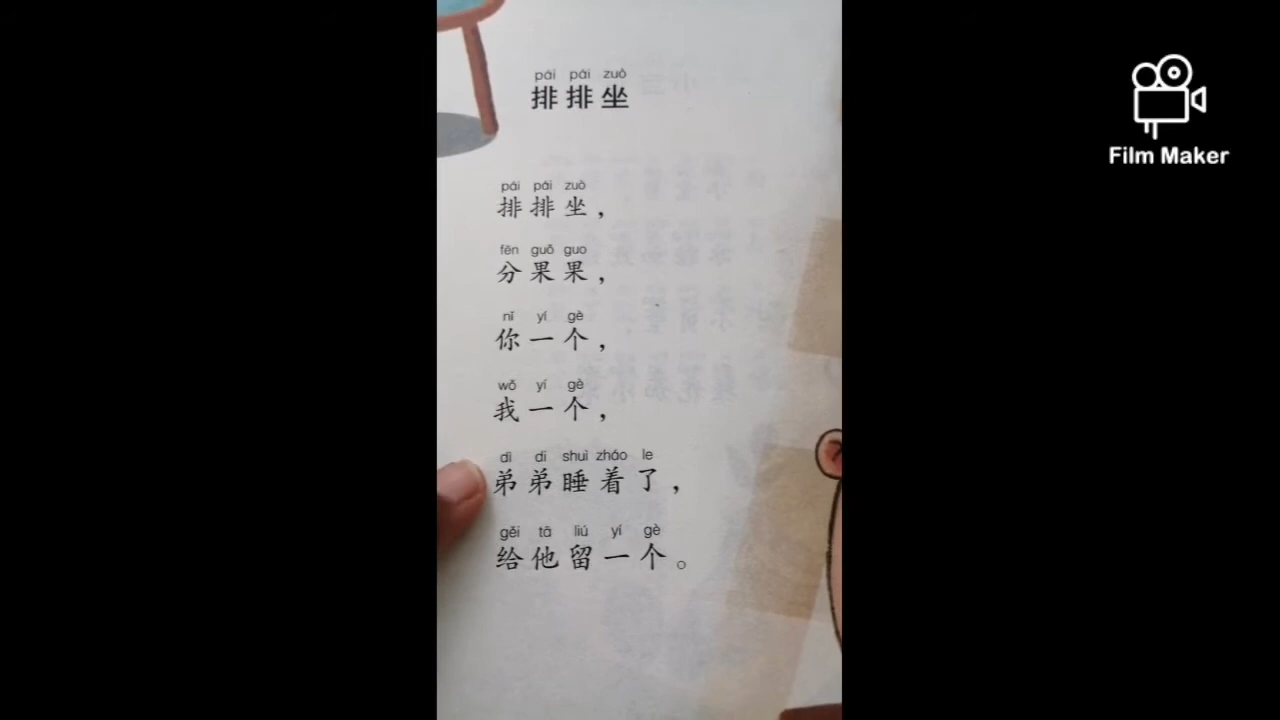 pái pái zuò
排排坐
pái pái zuò
排排坐，
fēn guǒ guo
分果果，
nǐ yí gè
你一个，
wǒ yí gè
我一个，
dì di shuì zháo le
弟弟睡着了，
gěi tā liú yí gè
给他留一个。
Film Maker